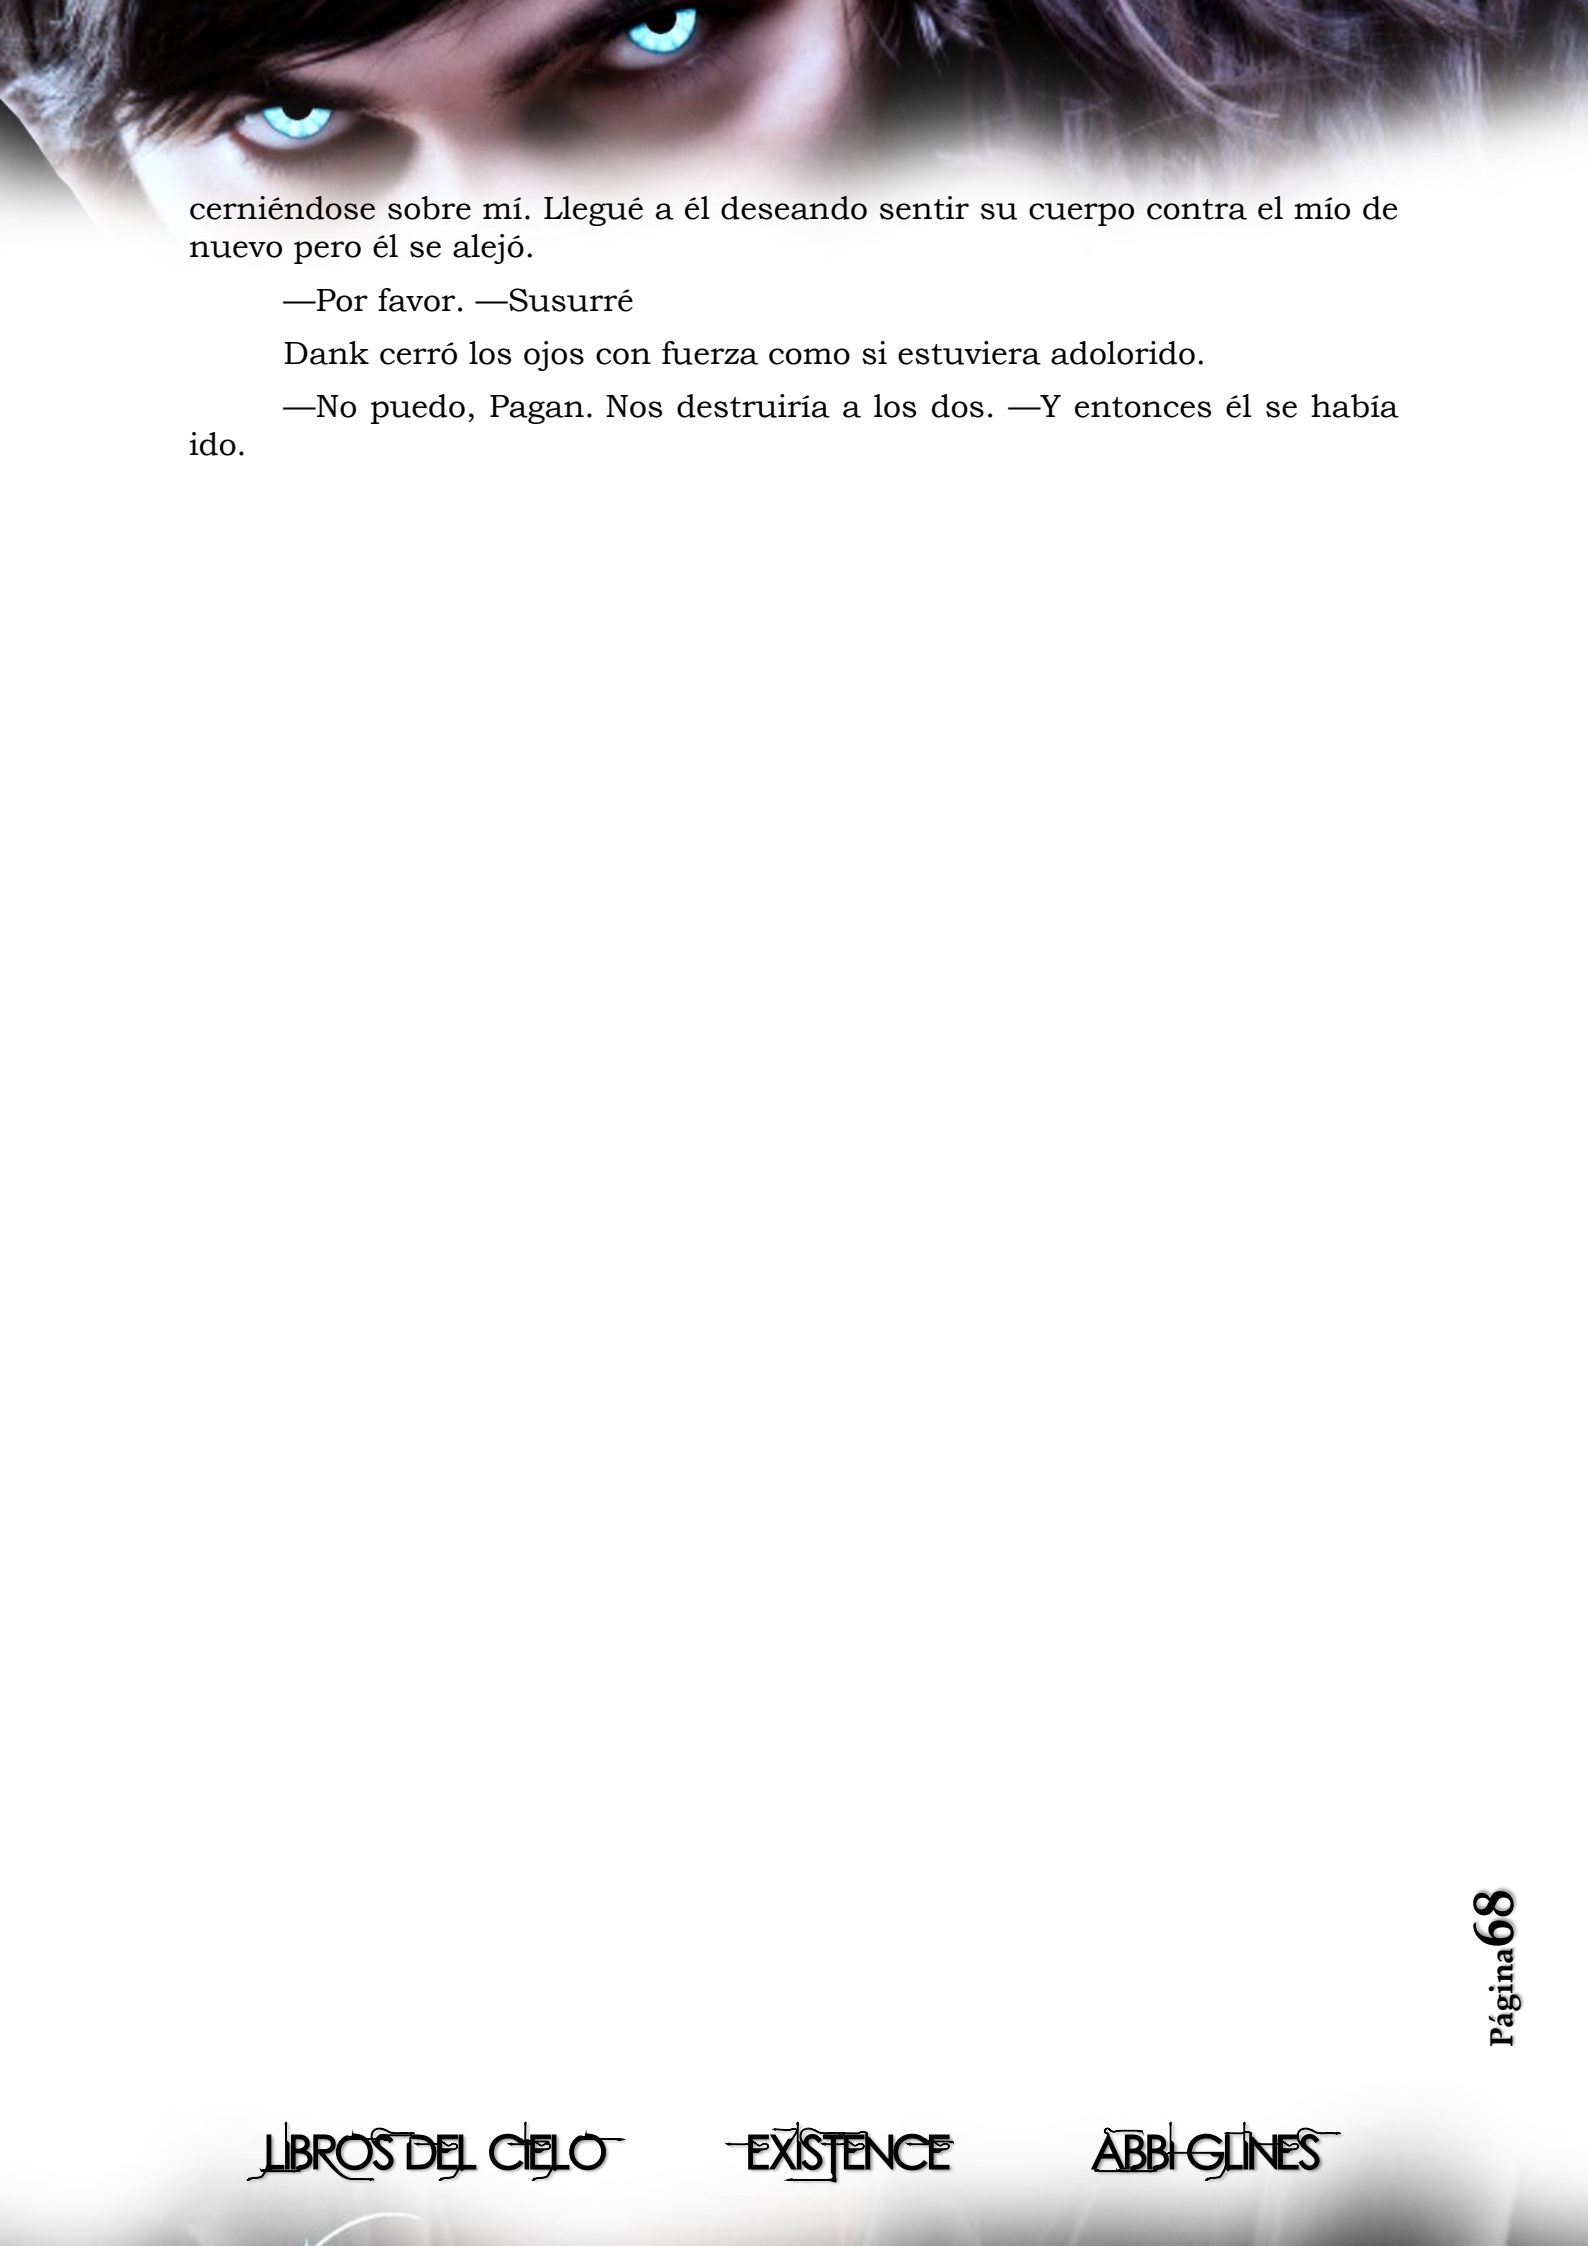 cerniéndose sobre mí. Llegué a él deseando sentir su cuerpo contra el mío de
nuevo pero él se alejó.
—Por favor. —Susurré
Dank cerró los ojos con fuerza como si estuviera adolorido.
—No puedo, Pagan. Nos destruiría a los dos. —Y entonces él se había
ido.
Página68
LIBROS DEL CIELO EXISTENCE ABBI GLINES